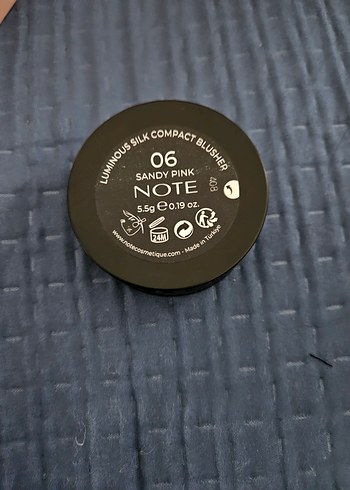 LUMINOUS SILK COMPACT BLUSHER
06
SANDY PINK
NOTE
408
5.5g e 0.19 oz.
24M
www.notecosmetique.com - Made in Türkiye